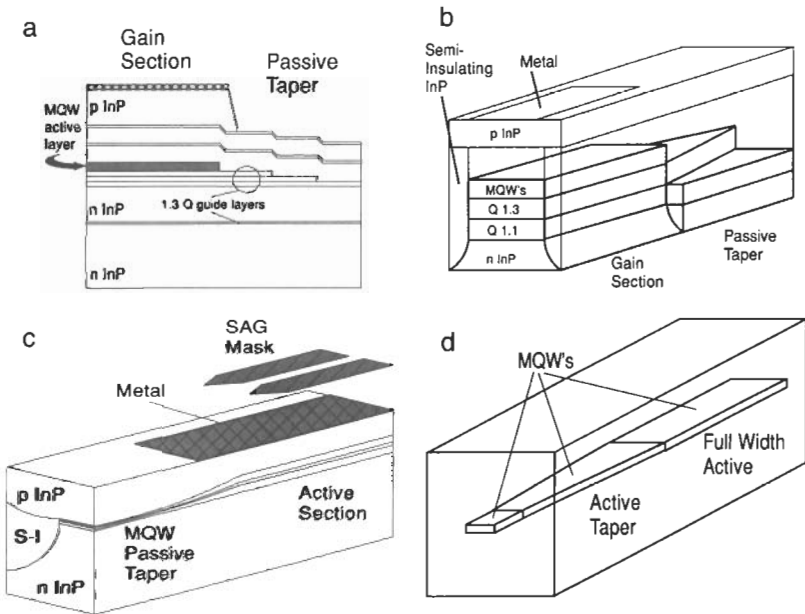 a
Gain
Section
Passive
Taper
MQW
active
layer
p InP
n InP
1.3 Q guide layers
n InP
b
Semi-
Insulating
InP
Metal
p InP
MQW's
Q 1.3
Q 1.1
n InP
Gain
Section
Passive
Taper
c
SAG
Mask
Metal
p InP
S-I
n InP
MQW
Passive
Taper
Active
Section
d
MQW's
Full Width
Active
Active
Taper